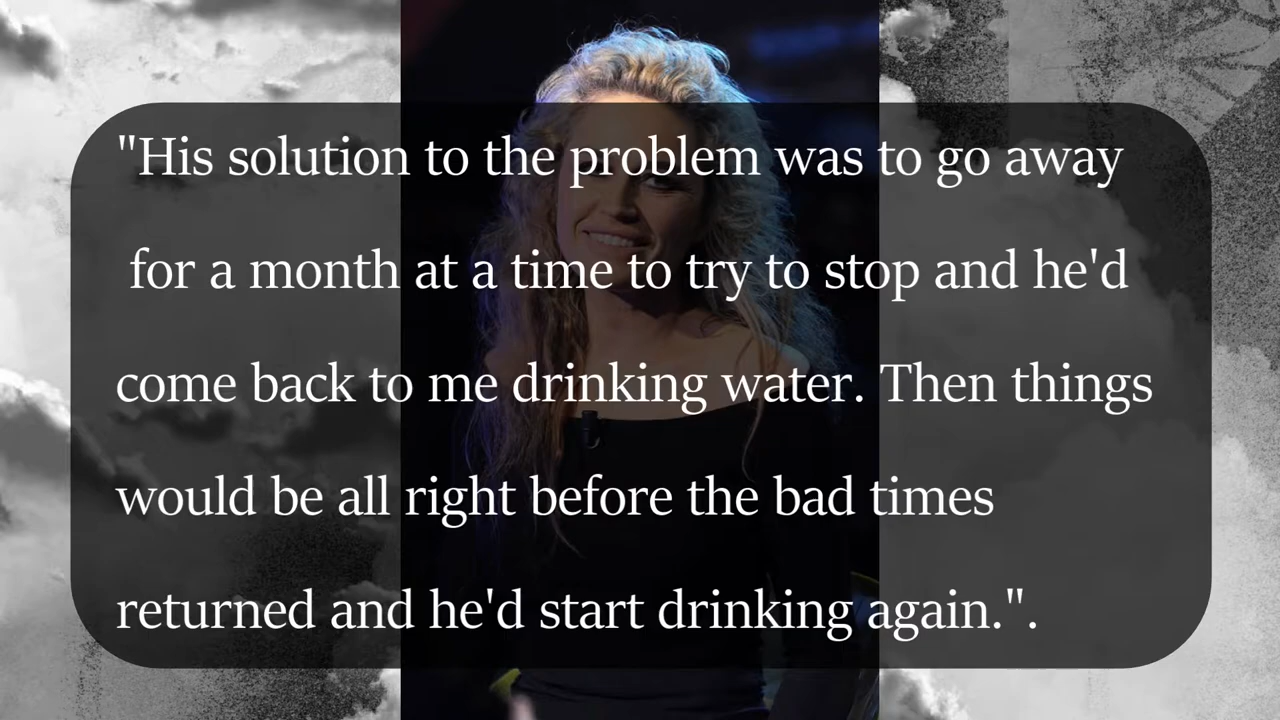 "His solution to the problem was to go away
for a month at a time to try to stop and he'd
come back to me drinking water. Then things
would be all right before the bad times
returned and he'd start drinking again.".